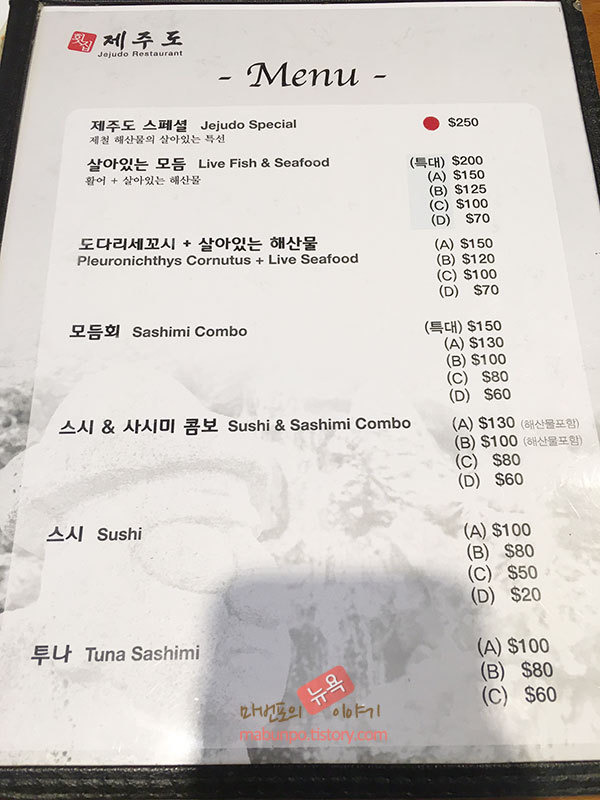 횟집 제주도
Jejudo Restaurant
- Menu -
제주도 스페셜 Jejudo Special $250
제철 해산물의 살아있는 특선
살아있는 모듬 Live Fish & Seafood (특대) $200
활어 + 살아있는 해산물 (A) $150
(B) $125
(C) $100
(D) $70
도다리세꼬시 + 살아있는 해산물 (A) $150
Pleuronichthys Cornutus + Live Seafood (B) $120
(C) $100
(D) $70
모듬회 Sashimi Combo (특대) $150
(A) $130
(B) $100
(C) $80
(D) $60
스시 & 사시미 콤보 Sushi & Sashimi Combo (A) $130 (해산물포함)
(B) $100 (해산물포함)
(C) $80
(D) $60
스시 Sushi (A) $100
(B) $80
(C) $50
(D) $20
투나 Tuna Sashimi (A) $100
(B) $80
(C) $60
마번포의 뉴욕 이야기
mabunpo.tistory.com